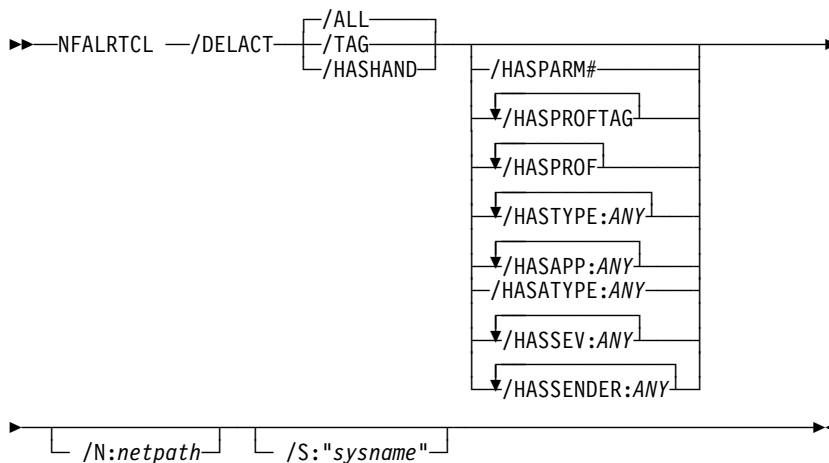 /ALL
NFALRTCL /DELACT /TAG
/HASHAND
/HASPARM#
/HASPROFTAG
/HASPROF
/HASTYPE:ANY
/HASAPP:ANY
/HASATYPE:ANY
/HASSEV:ANY
/HASSENDER:ANY
/N:netpath /S:"sysname"